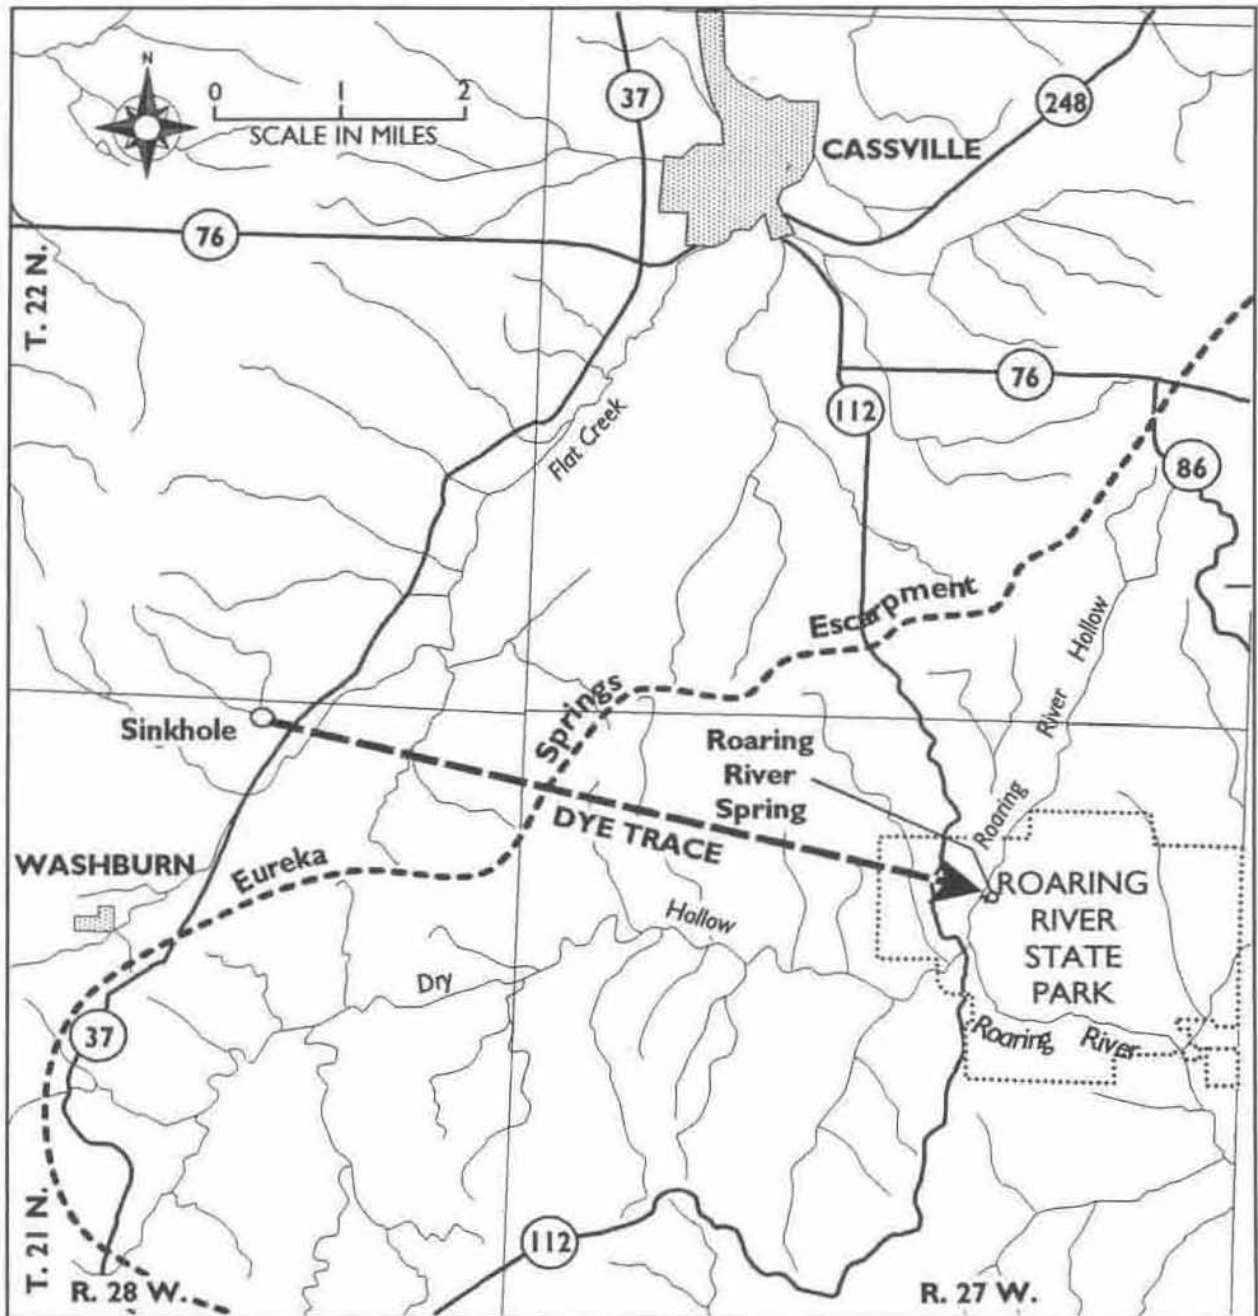 N
0 1 2
SCALE IN MILES
37
248
CASSVILLE
76
T. 22 N.
76
112
Flat Creek
86
Escarpment
Hollow
River
Roaring
Springs
Sinkhole
Roaring
River
Spring
DYE TRACE
WASHBURN
Eureka
ROARING
RIVER
STATE
PARK
Hollow
Dry
37
Roaring River
T. 21 N.
112
R. 28 W.
R. 27 W.